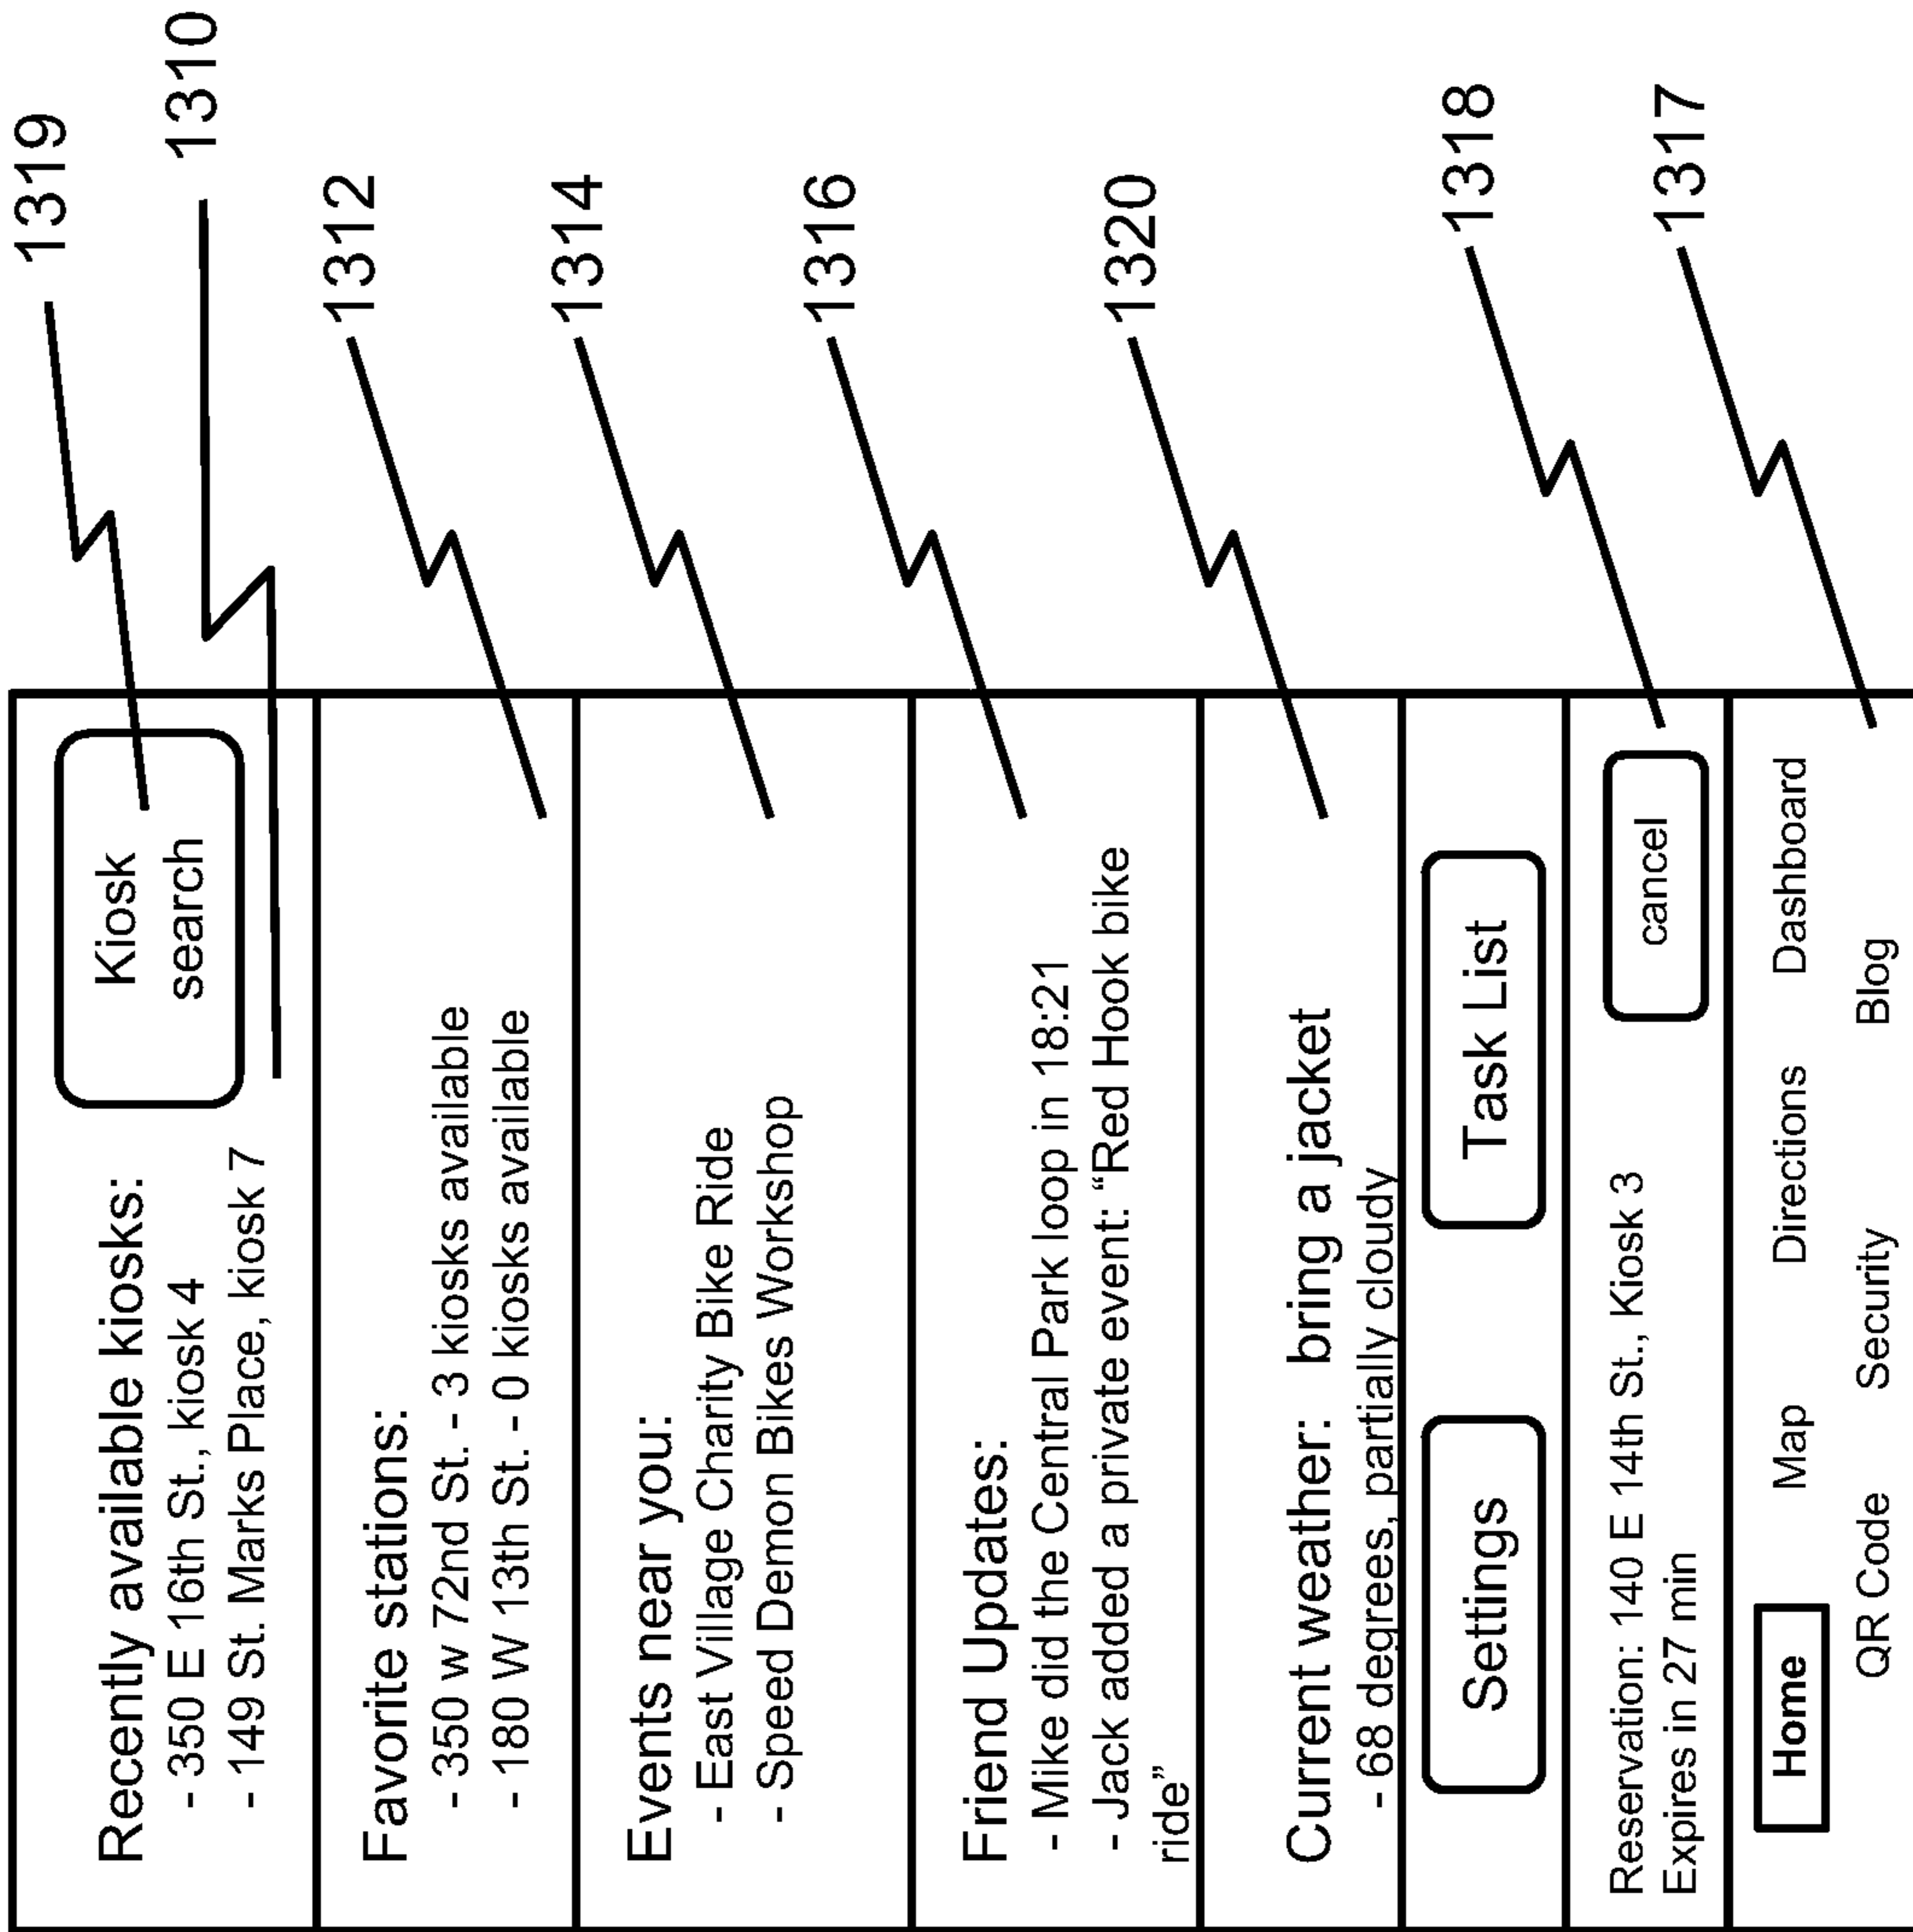 1319
Kiosk
search
1310
Recently available kiosks:
- 350 E 16th St., kiosk 4
- 149 St. Marks Place, kiosk 7
1312
Favorite stations:
- 350 w 72nd St. - 3 kiosks available
- 180 W 13th St. - 0 kiosks available
1314
Events near you:
- East Village Charity Bike Ride
- Speed Demon Bikes Workshop
1316
Friend Updates:
- Mike did the Central Park loop in 18:21
- Jack added a private event: “Red Hook bike
ride”
1320
Current weather: bring a jacket
- 68 degrees, partially cloudy
Settings
Task List
1318
Reservation: 140 E 14th St., Kiosk 3
Expires in 27 min
cancel
1317
Home Map Directions Dashboard
QR Code Security Blog